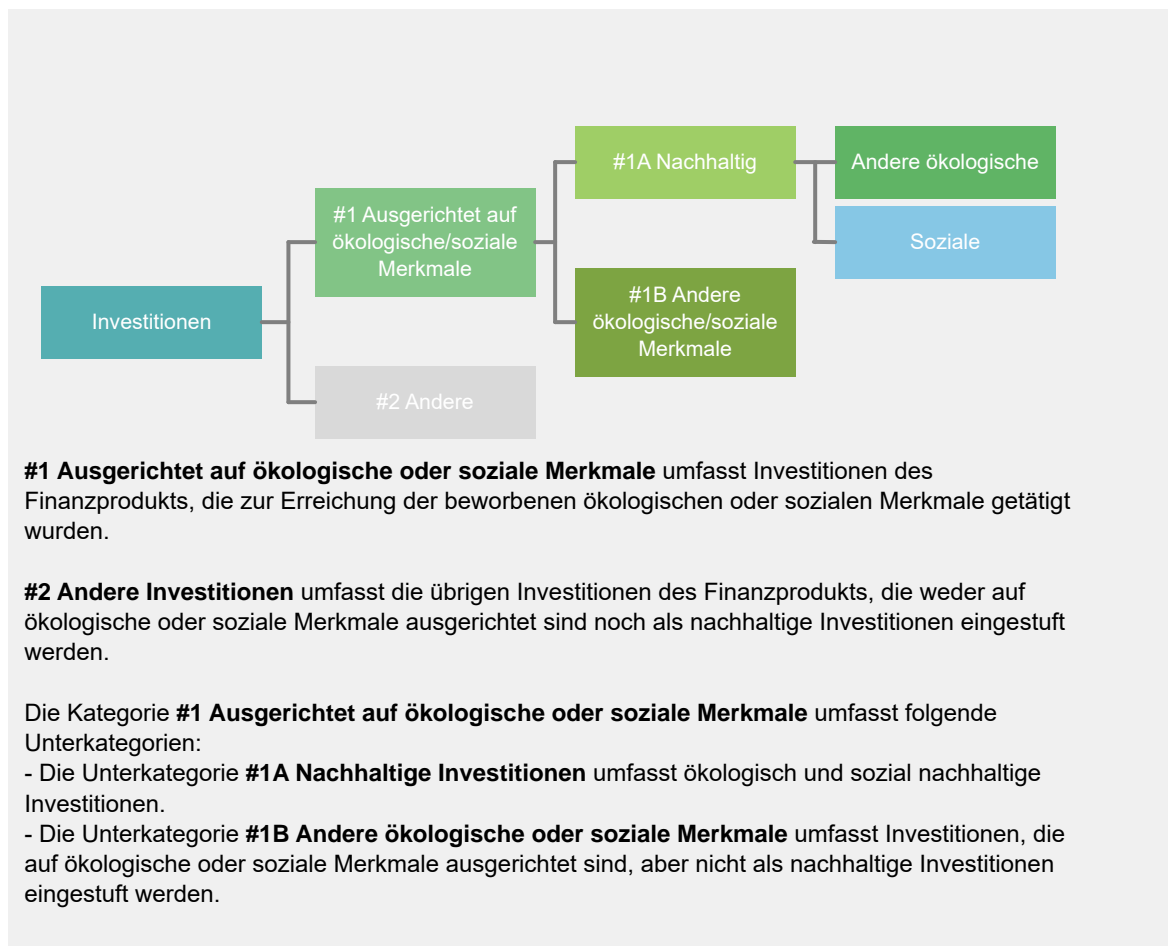 #1A Nachhaltig
Andere ökologische
#1 Ausgerichtet auf
ökologische/soziale
Merkmale
Soziale
Investitionen
#1B Andere
ökologische/soziale
Merkmale
#2 Andere
#1 Ausgerichtet auf ökologische oder soziale Merkmale umfasst Investitionen des
Finanzprodukts, die zur Erreichung der beworbenen ökologischen oder sozialen Merkmale getätigt
wurden.
#2 Andere Investitionen umfasst die übrigen Investitionen des Finanzprodukts, die weder auf
ökologische oder soziale Merkmale ausgerichtet sind noch als nachhaltige Investitionen eingestuft
werden.
Die Kategorie #1 Ausgerichtet auf ökologische oder soziale Merkmale umfasst folgende
Unterkategorien:
- Die Unterkategorie #1A Nachhaltige Investitionen umfasst ökologisch und sozial nachhaltige
Investitionen.
- Die Unterkategorie #1B Andere ökologische oder soziale Merkmale umfasst Investitionen, die
auf ökologische oder soziale Merkmale ausgerichtet sind, aber nicht als nachhaltige Investitionen
eingestuft werden.